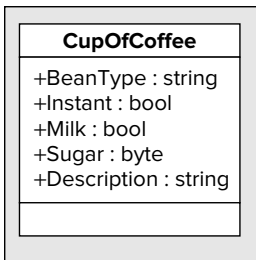 CupOfCoffee
+BeanType : string
+Instant : bool
+Milk : bool
+Sugar : byte
+Description : string